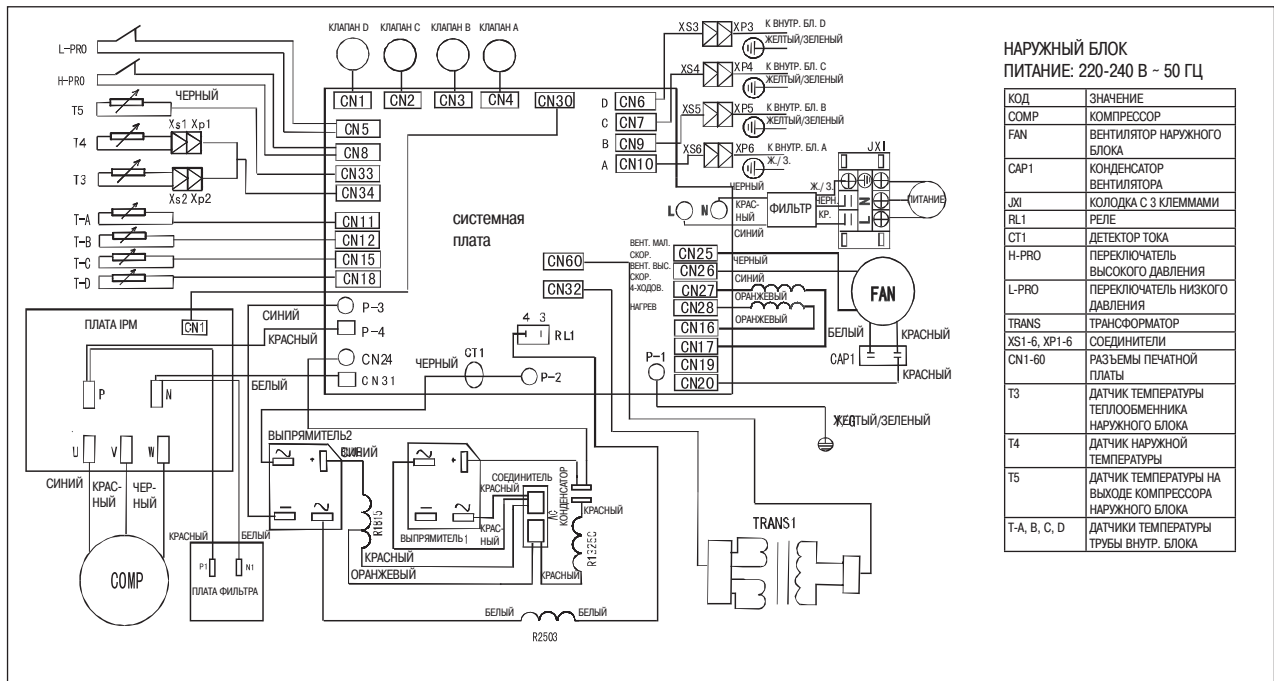 КЛАПАН D
КЛАПАН C
КЛАПАН B
КЛАПАН A
L-PRO
H-PRO
ЧЕРНЫЙ
T5
T4
Xs1 Xp1
T3
Xs2 Xp2
T-A
T-B
T-C
T-D
CN1
CN2
CN3
CN4
CN30
CN5
CN8
CN33
CN34
CN11
CN12
CN15
CN18
системная
плата
D
CN6
C
CN7
B
CN9
A
CN10
XS3
XP3
К ВНУТР. БЛ. D
ЖЕЛТЫЙ/ЗЕЛЕНЫЙ
XS4
XP4
К ВНУТР. БЛ. C
ЖЕЛТЫЙ/ЗЕЛЕНЫЙ
XS5
XP5
К ВНУТР. БЛ. B
ЖЕЛТЫЙ/ЗЕЛЕНЫЙ
XS6
XP6
К ВНУТР. БЛ. A
Ж./ З.
JX1
ЧЕРНЫЙ
L
N
КРАС-
НЫЙ
СИНИЙ
ФИЛЬТР
Ж./ З.
ЧЕРН.
КР.
L N
ПИТАНИЕ
CN60
CN32
ВЕНТ. МАЛ.
СКОР.
ВЕНТ. ВЫС.
СКОР.
4-ХОДОВ.
НАГРЕВ
CN25
CN26
CN27
CN28
CN16
CN17
CN19
CN20
ЧЕРНЫЙ
СИНИЙ
ОРАНЖЕВЫЙ
ОРАНЖЕВЫЙ
FAN
БЕЛЫЙ
КРАСНЫЙ
CAP1
КРАСНЫЙ
P-1
ЖЕЛТЫЙ/ЗЕЛЕНЫЙ
4 3
RL1
СИНИЙ
P-3
КРАСНЫЙ
P-4
CN24
БЕЛЫЙ
CN31
ЧЕРНЫЙ
CT1
P-2
ПЛАТА IPM
CN1
P
N
U
V
W
СИНИЙ
КРАС-
НЫЙ
ЧЕР-
НЫЙ
COMP
КРАСНЫЙ
БЕЛЫЙ
P1
N1
ПЛАТА ФИЛЬТРА
ВЫПРЯМИТЕЛЬ2
R1815
КРАСНЫЙ
ОРАНЖЕВЫЙ
ВЫПРЯМИТЕЛЬ1
СОЕДИНИТЕЛЬ
КРАСНЫЙ
КРАС-
НЫЙ
AC
КОНДЕНСАТОР
КРАСНЫЙ
R1325C
КРАСНЫЙ
БЕЛЫЙ
БЕЛЫЙ
R2503
TRANS1
НАРУЖНЫЙ БЛОК
ПИТАНИЕ: 220-240 В ~ 50 ГЦ
КОД ЗНАЧЕНИЕ
COMP КОМПРЕССОР
FAN ВЕНТИЛЯТОР НАРУЖНОГО
БЛОКА
CAP1 КОНДЕНСАТОР
ВЕНТИЛЯТОРА
JXI КОЛОДКА С 3 КЛЕММАМИ
RL1 РЕЛЕ
CT1 ДЕТЕКТОР ТОКА
H-PRO ПЕРЕКЛЮЧАТЕЛЬ
ВЫСОКОГО ДАВЛЕНИЯ
L-PRO ПЕРЕКЛЮЧАТЕЛЬ НИЗКОГО
ДАВЛЕНИЯ
TRANS ТРАНСФОРМАТОР
XS1-6, XP1-6 СОЕДИНИТЕЛИ
CN1-60 РАЗЪЕМЫ ПЕЧАТНОЙ
ПЛАТЫ
T3 ДАТЧИК ТЕМПЕРАТУРЫ
ТЕПЛООБМЕННИКА
НАРУЖНОГО БЛОКА
T4 ДАТЧИК НАРУЖНОЙ
ТЕМПЕРАТУРЫ
T5 ДАТЧИК ТЕМПЕРАТУРЫ НА
ВЫХОДЕ КОМПРЕССОРА
НАРУЖНОГО БЛОКА
T-A, B, C, D ДАТЧИКИ ТЕМПЕРАТУРЫ
ТРУБЫ ВНУТР. БЛОКА